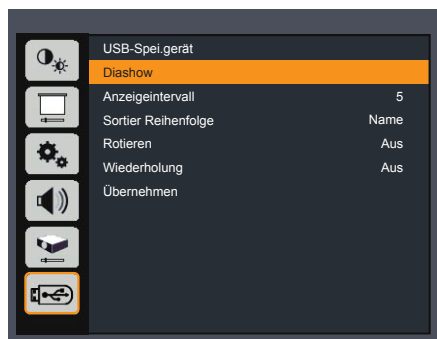 USB-Spei.gerät
Diashow
Anzeigeintervall 5
Sortier Reihenfolge Name
Rotieren Aus
Wiederholung Aus
Übernehmen